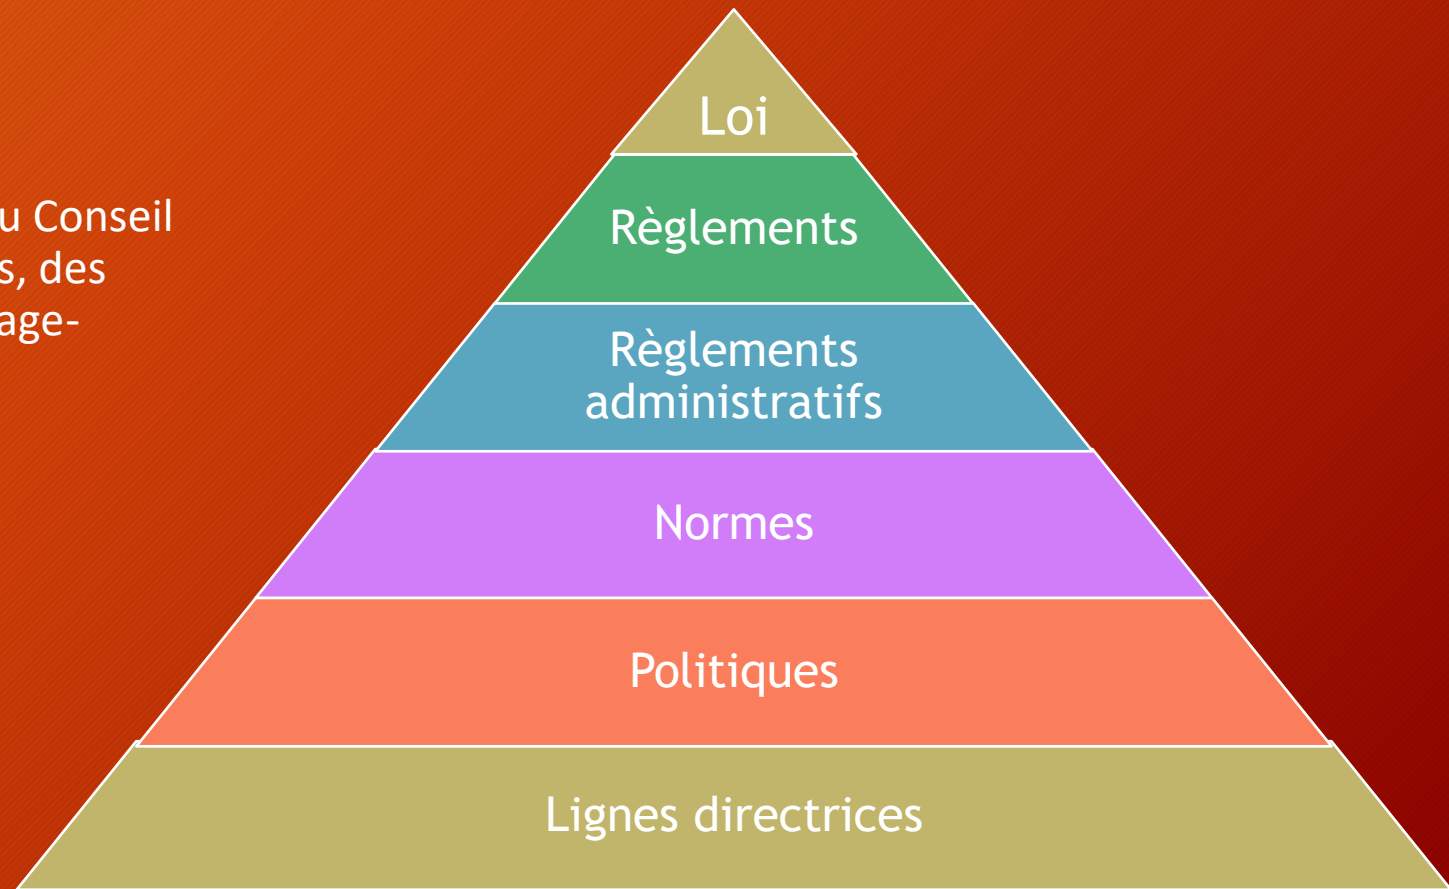 Loi
u Conseil
s, des
age-
Règlements
Règlements
administratifs
Normes
Politiques
Lignes directrices